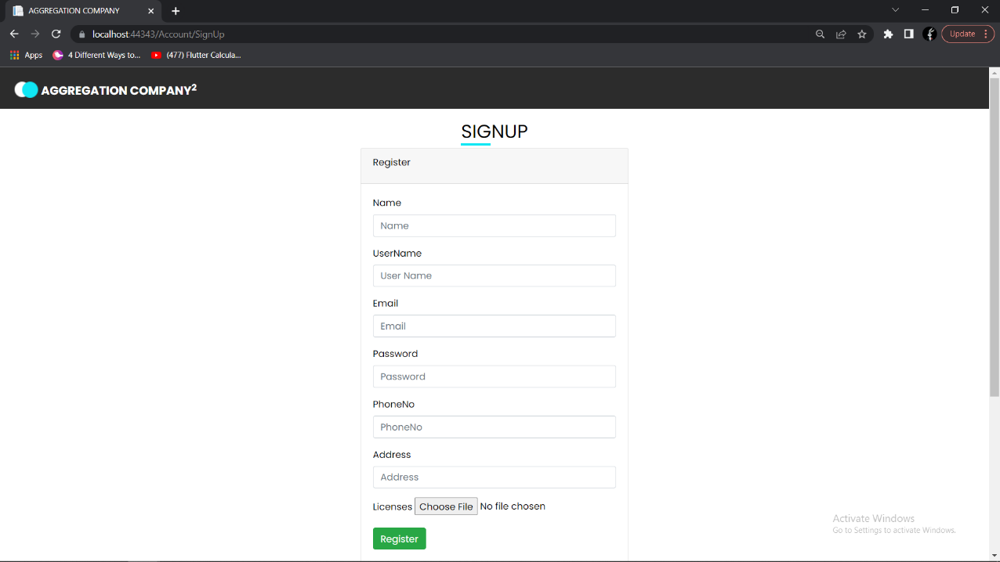 AGGREGATION COMPANY
localhost:44343/Account/SignUp
Update
Apps
4 Different Ways to...
(477) Flutter Calcula...
AGGREGATION COMPANY²
SIGNUP
Register
Name
Name
UserName
User Name
Email
Email
Password
Password
PhoneNo
PhoneNo
Address
Address
Licenses Choose File No file chosen
Register
Activate Windows
Go to Settings to activate Windows.